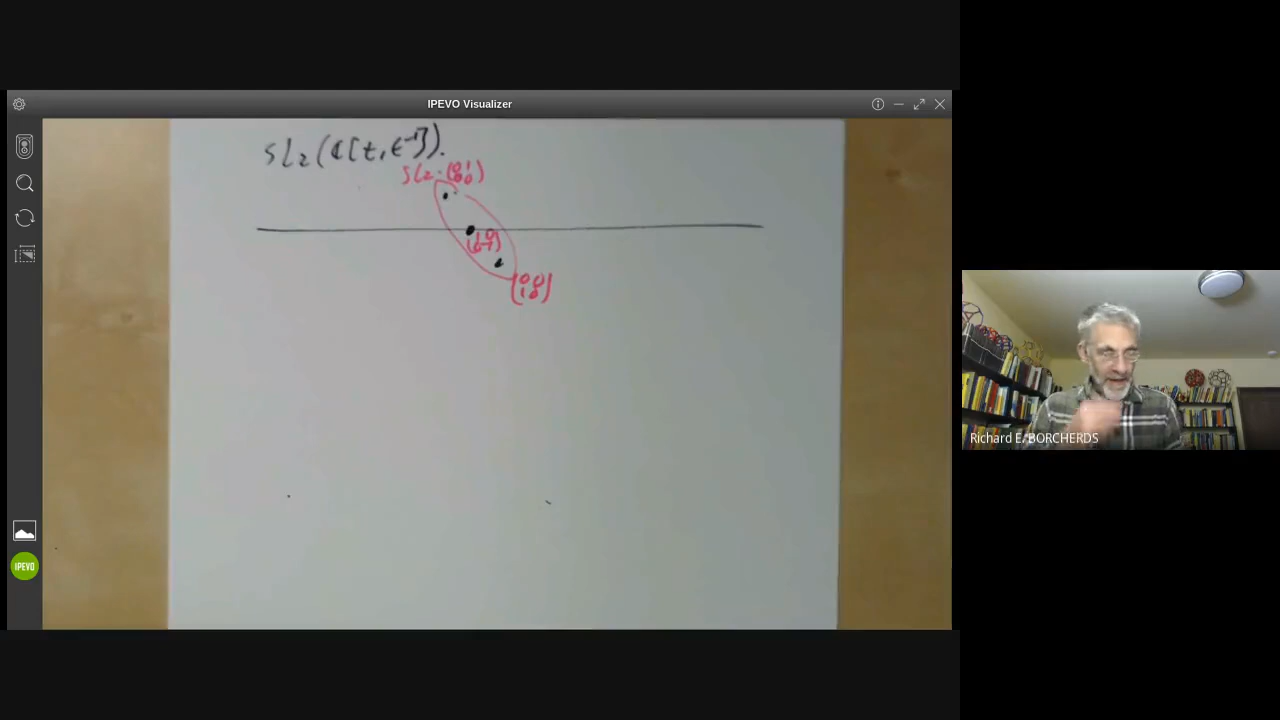 IPEVO Visualizer
SL₂(ℂ[t, t⁻¹]).
SL₂ · (0 1
0 0)
(1 0
0 -1)
(0 0
1 0)
IPEVO
Richard E. BORCHERDS